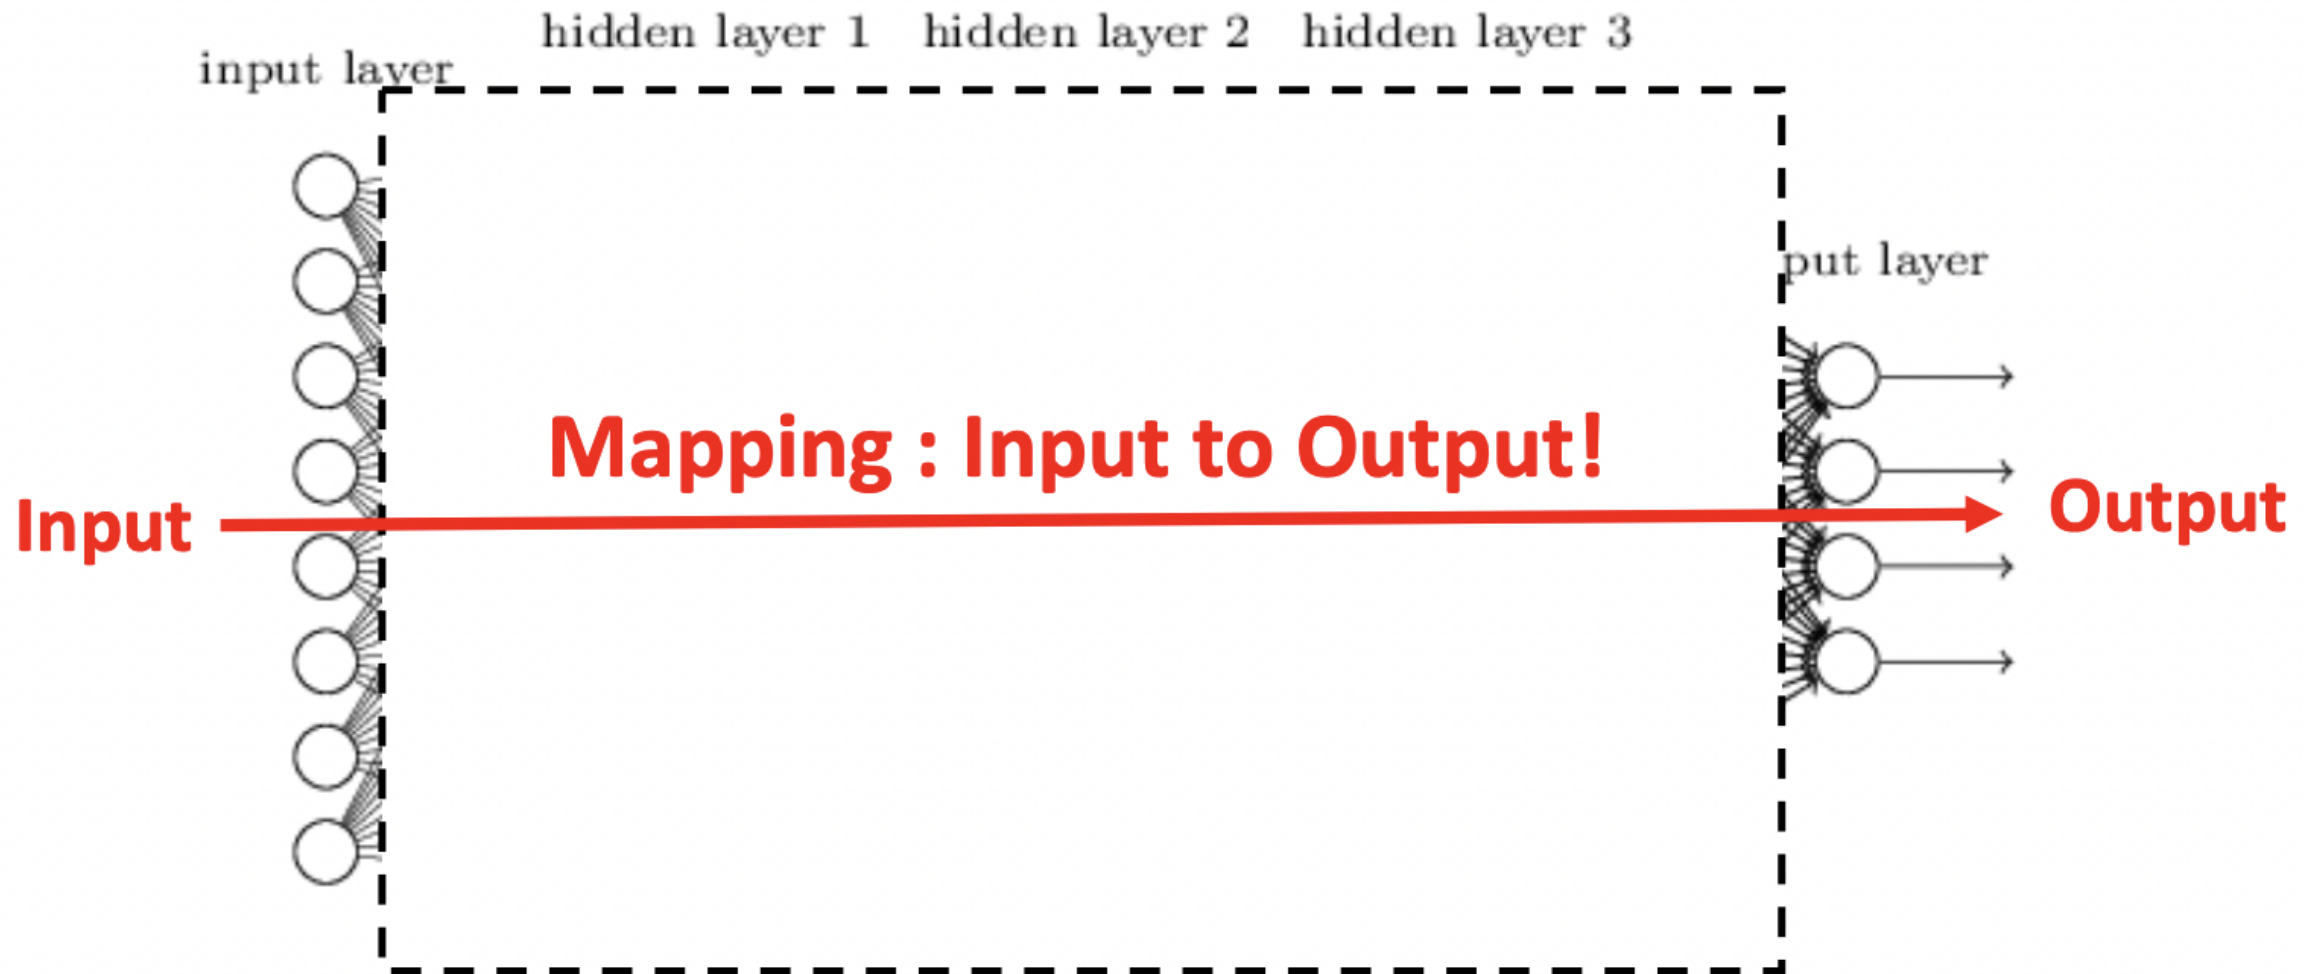 hidden layer 1 hidden layer 2 hidden layer 3
input layer
put layer
Mapping : Input to Output!
Input
Output